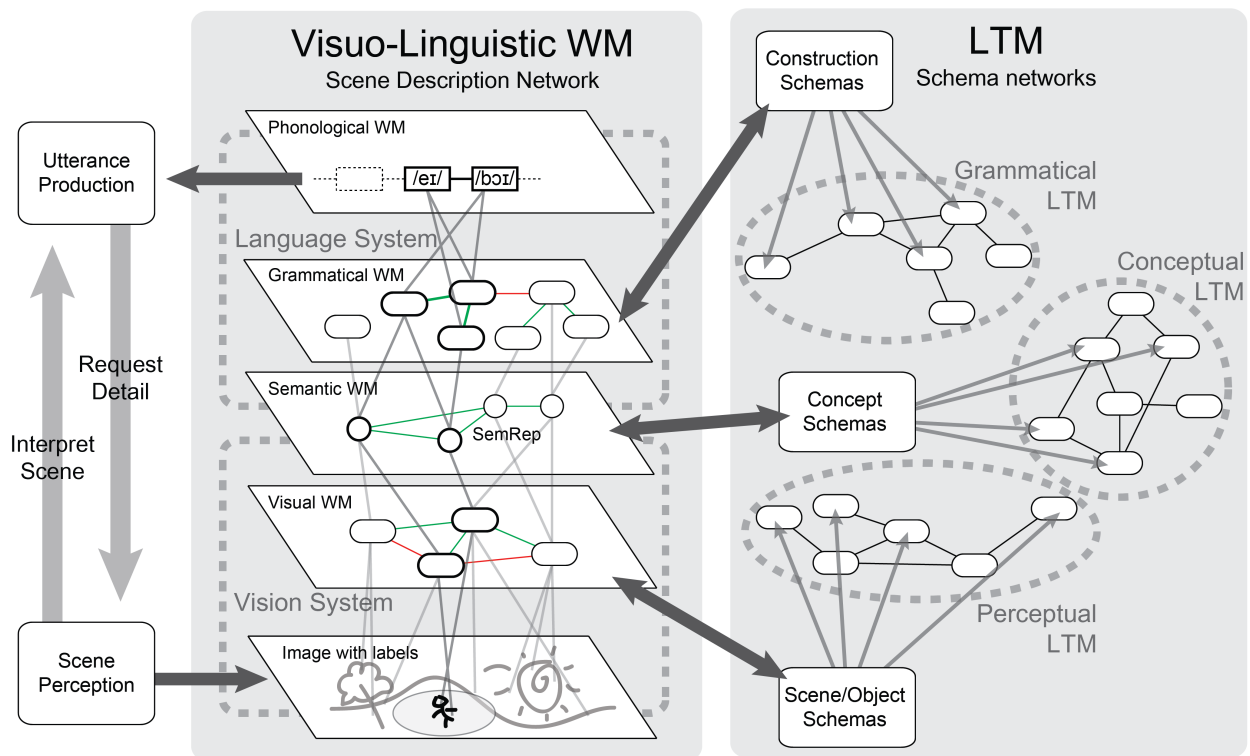 Visuo-Linguistic WM
Scene Description Network
Phonological WM
/eɪ/
/bɔɪ/
Language System
Grammatical WM
Semantic WM
SemRep
Visual WM
Vision System
Image with labels
Utterance
Production
Request
Detail
Interpret
Scene
Scene
Perception
LTM
Schema networks
Construction
Schemas
Grammatical
LTM
Conceptual
LTM
Concept
Schemas
Perceptual
LTM
Scene/Object
Schemas